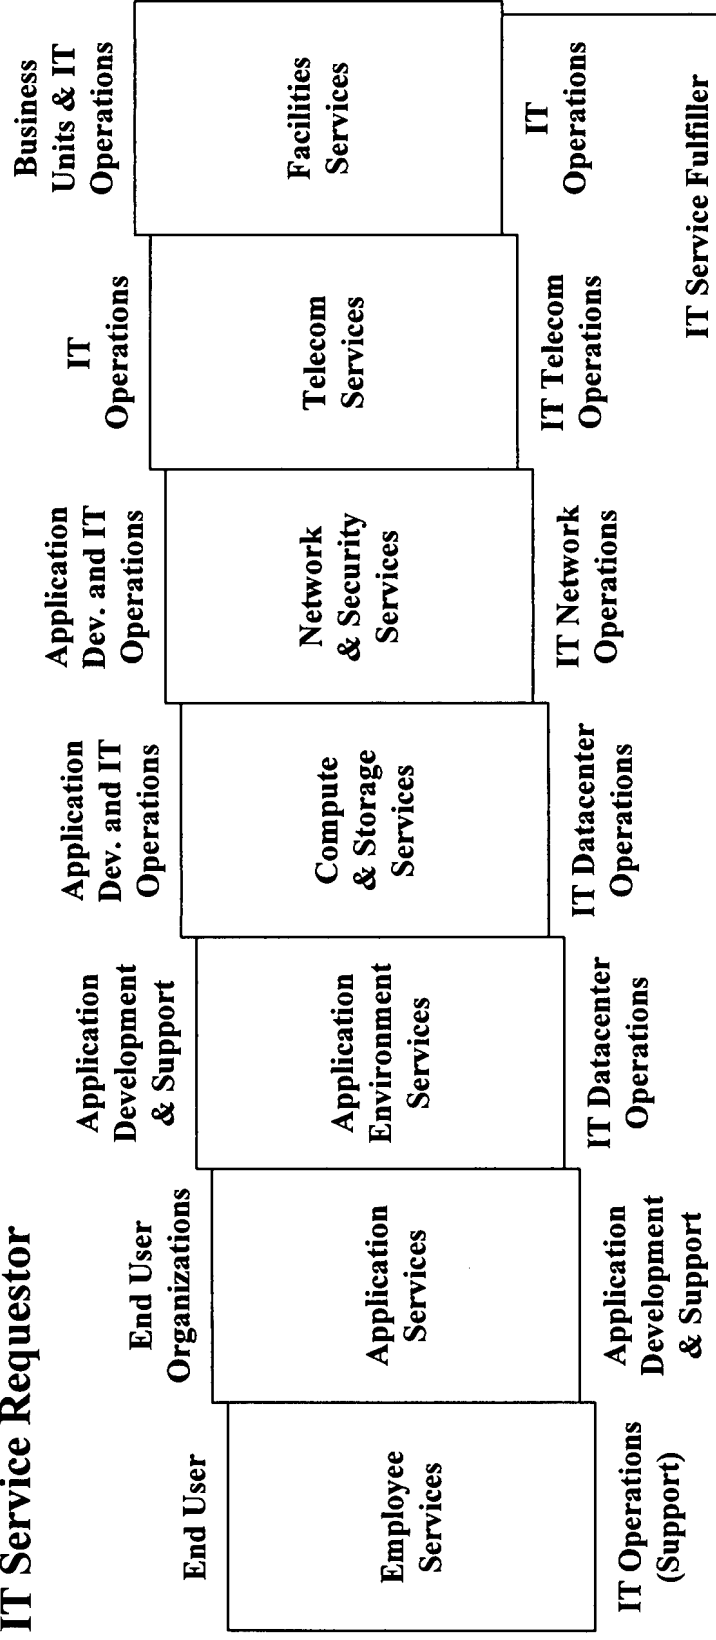 IT Service Requestor
End User
Employee
Services
IT Operations
(Support)
End User
Organizations
Application
Services
Application
Development
& Support
Application
Development
& Support
Application
Environment
Services
IT Datacenter
Operations
Application
Dev. and IT
Operations
Compute
& Storage
Services
IT Datacenter
Operations
Application
Dev. and IT
Operations
Network
& Security
Services
IT Network
Operations
IT
Operations
Telecom
Services
IT Telecom
Operations
Business
Units & IT
Operations
Facilities
Services
IT
Operations
IT Service Fulfiller